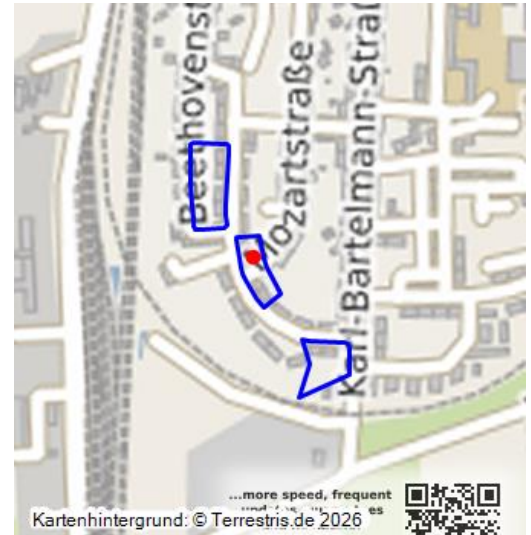 Beethovenst
Mozartstraße
Karl-Bartelmann-Straß
...more speed, frequent
Kartenhintergrund: © Terrestris.de 2026